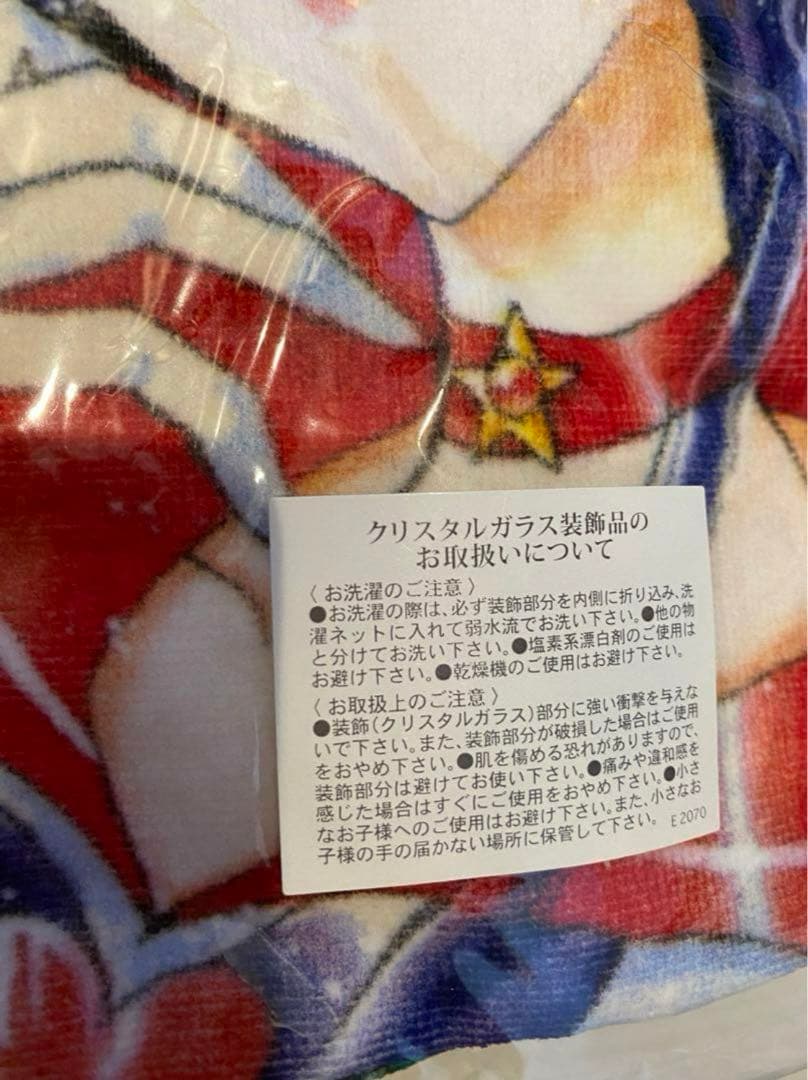 クリスタルガラス装飾品の
お取扱いについて
〈 お洗濯のご注意 〉
●お洗濯の際は、必ず装飾部分を内側に折り込み、洗
濯ネットに入れて弱水流でお洗い下さい。●他の物
と分けてお洗い下さい。●塩素系漂白剤のご使用は
お避け下さい。●乾燥機のご使用はお避け下さい。
〈 お取扱上のご注意 〉
●装飾(クリスタルガラス)部分に強い衝撃を与えな
いで下さい。また、装飾部分が破損した場合はご使用
をおやめ下さい。●肌を傷める恐れがありますので、
装飾部分は避けてお使い下さい。●痛みや違和感を
感じた場合はすぐにご使用をおやめ下さい。●小さ
なお子様へのご使用はお避け下さい。また、小さなお
子様の手の届かない場所に保管して下さい。 E2070